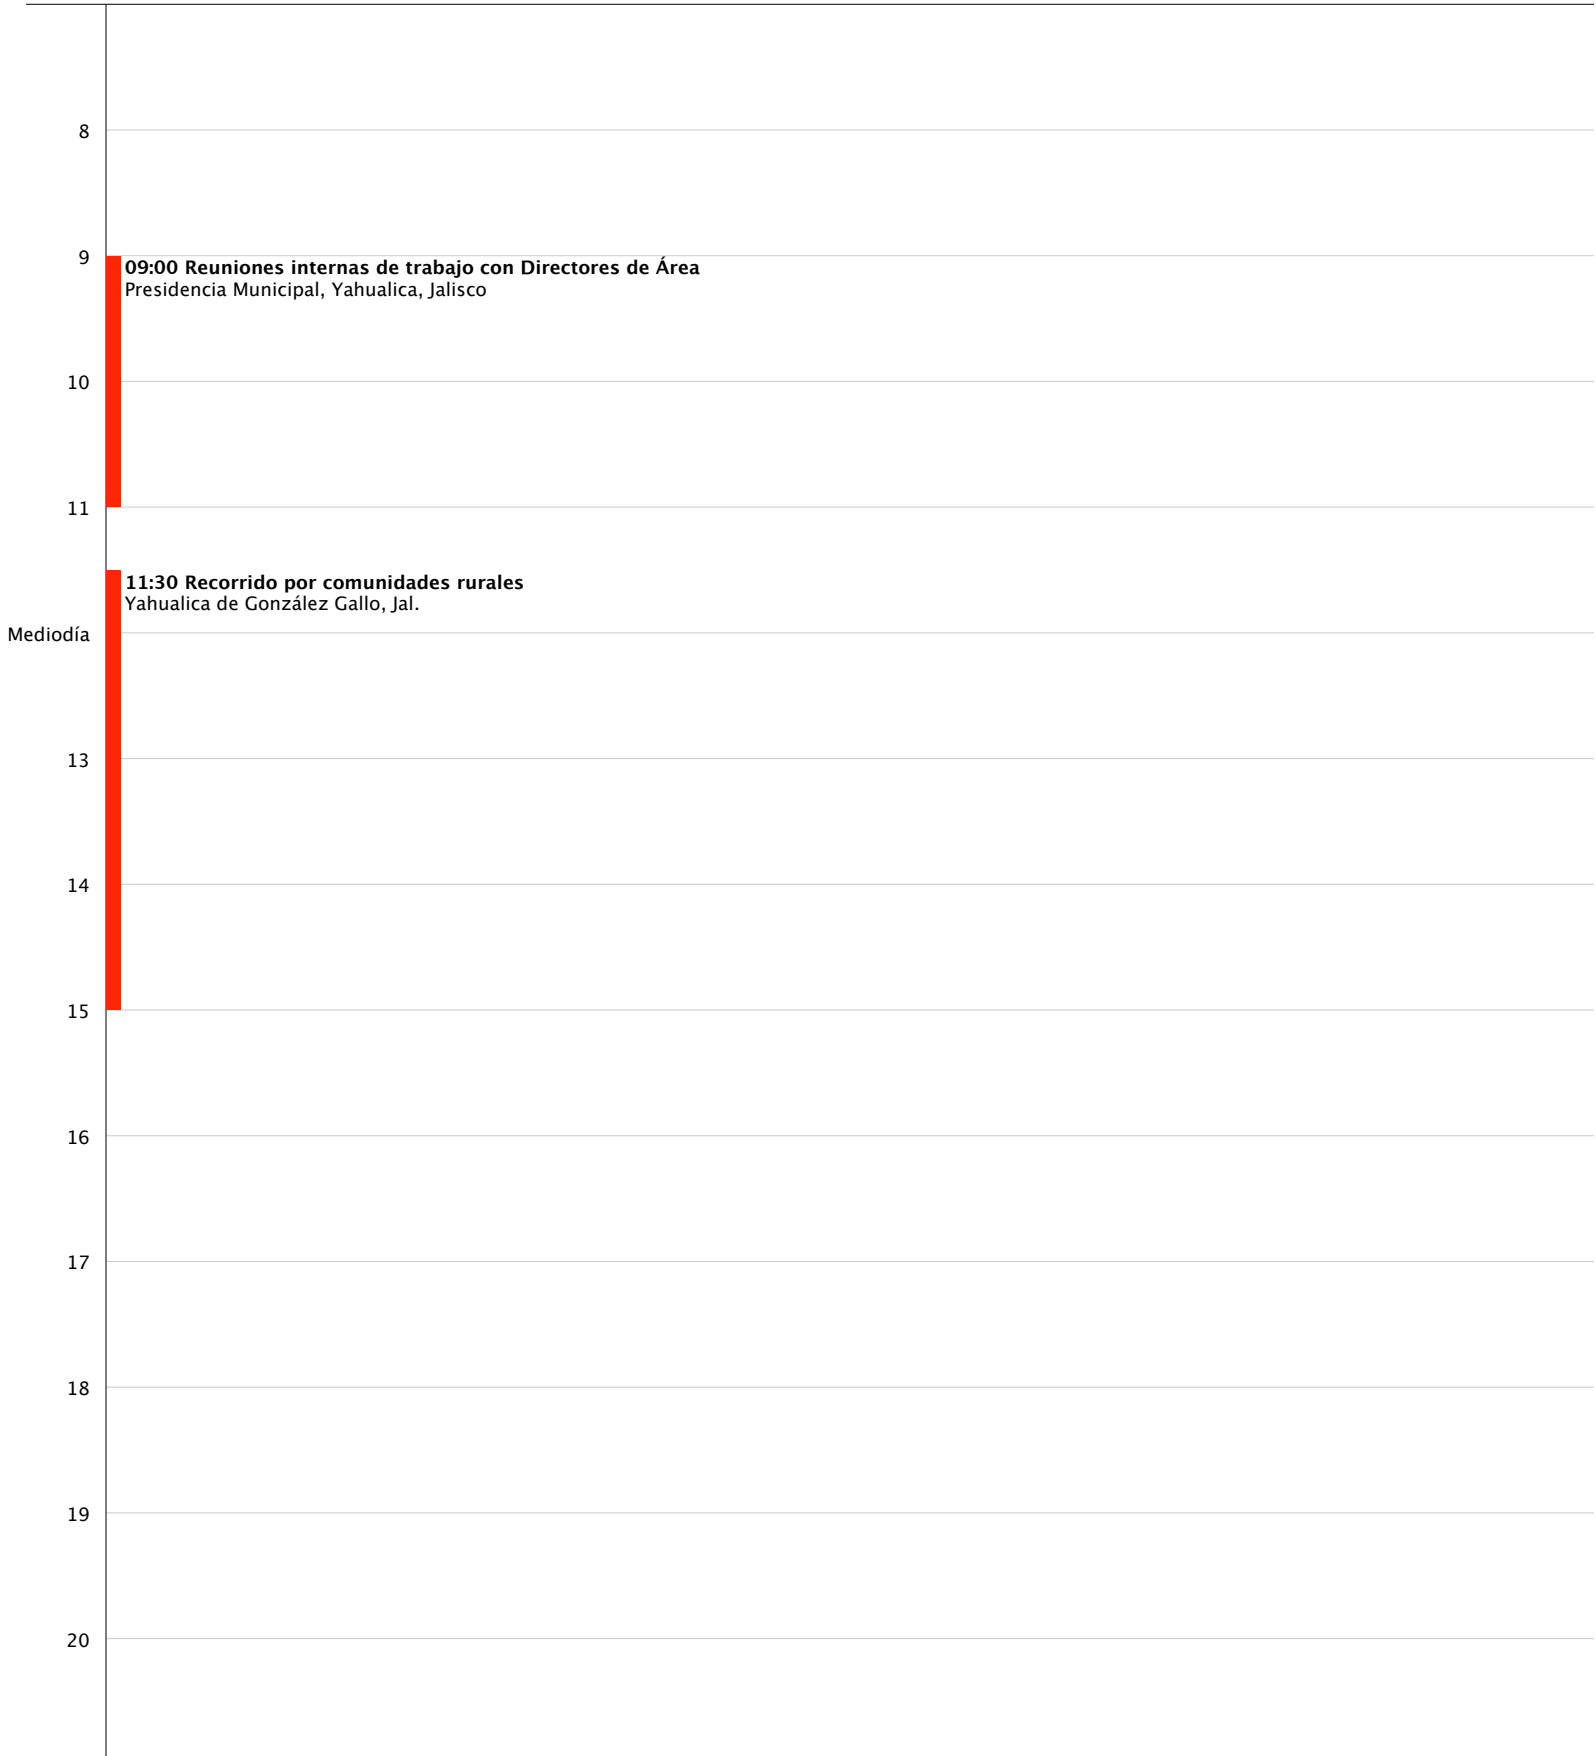 8
9
09:00 Reuniones internas de trabajo con Directores de Área
Presidencia Municipal, Yahualica, Jalisco
10
11
11:30 Recorrido por comunidades rurales
Yahualica de González Gallo, Jal.
Mediodía
13
14
15
16
17
18
19
20